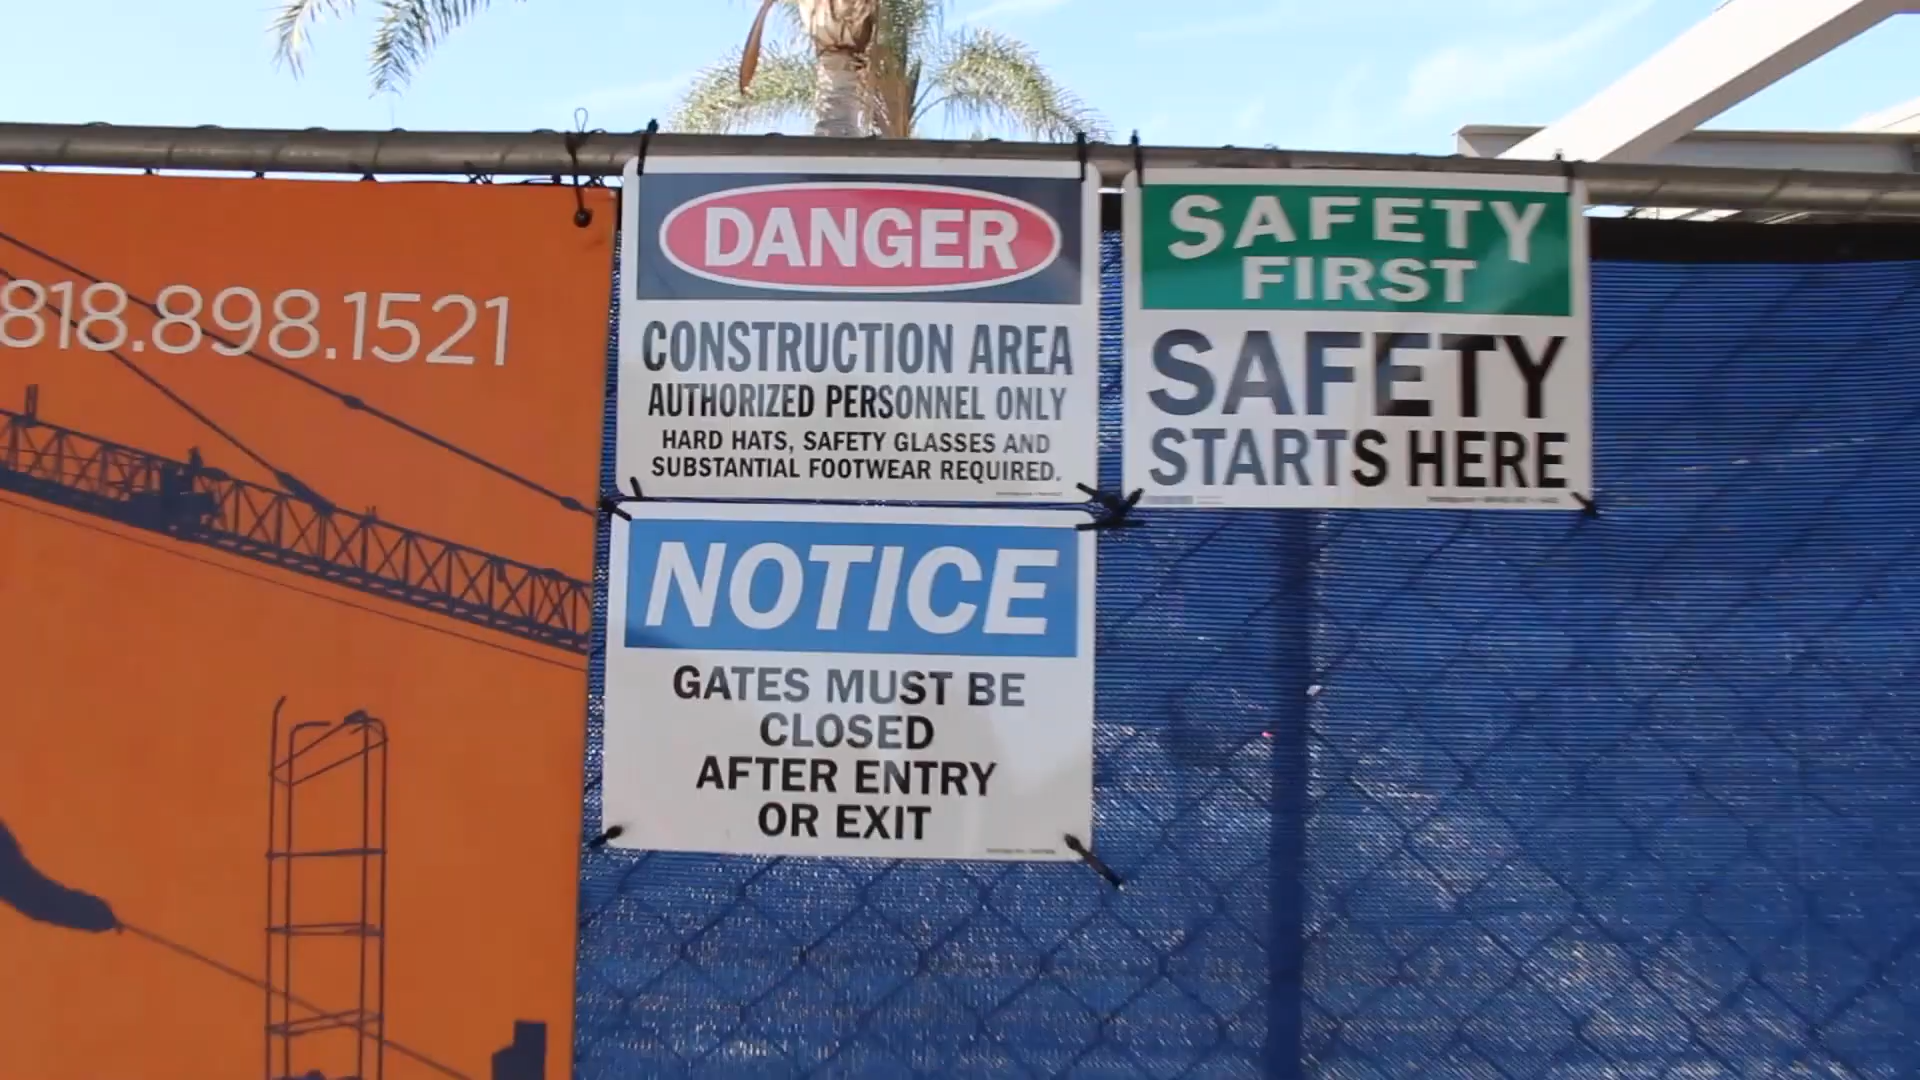 818.898.1521
DANGER
CONSTRUCTION AREA
AUTHORIZED PERSONNEL ONLY
HARD HATS, SAFETY GLASSES AND
SUBSTANTIAL FOOTWEAR REQUIRED.
SAFETY
FIRST
SAFETY
STARTS HERE
NOTICE
GATES MUST BE
CLOSED
AFTER ENTRY
OR EXIT